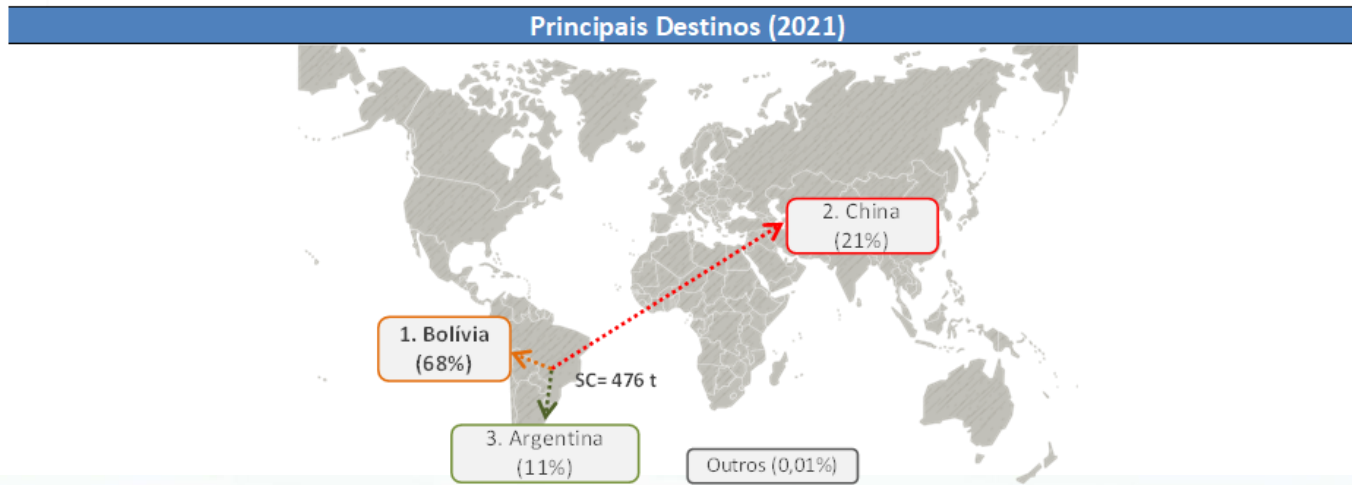 Principais Destinos (2021)
2. China
(21%)
1. Bolívia
(68%)
SC= 476 t
3. Argentina
(11%)
Outros (0,01%)